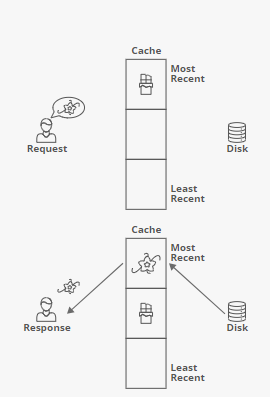 Cache
Most
Recent
Request
Disk
Least
Recent
Cache
Most
Recent
Response
Disk
Least
Recent